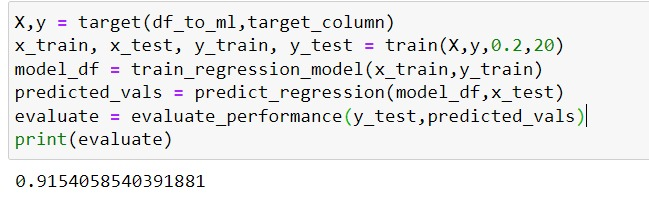 X,y = target(df_to_ml,target_column)
x_train, x_test, y_train, y_test = train(X,y,0.2,20)
model_df = train_regression_model(x_train,y_train)
predicted_vals = predict_regression(model_df,x_test)
evaluate = evaluate_performance(y_test,predicted_vals)
print(evaluate)
0.9154058540391881